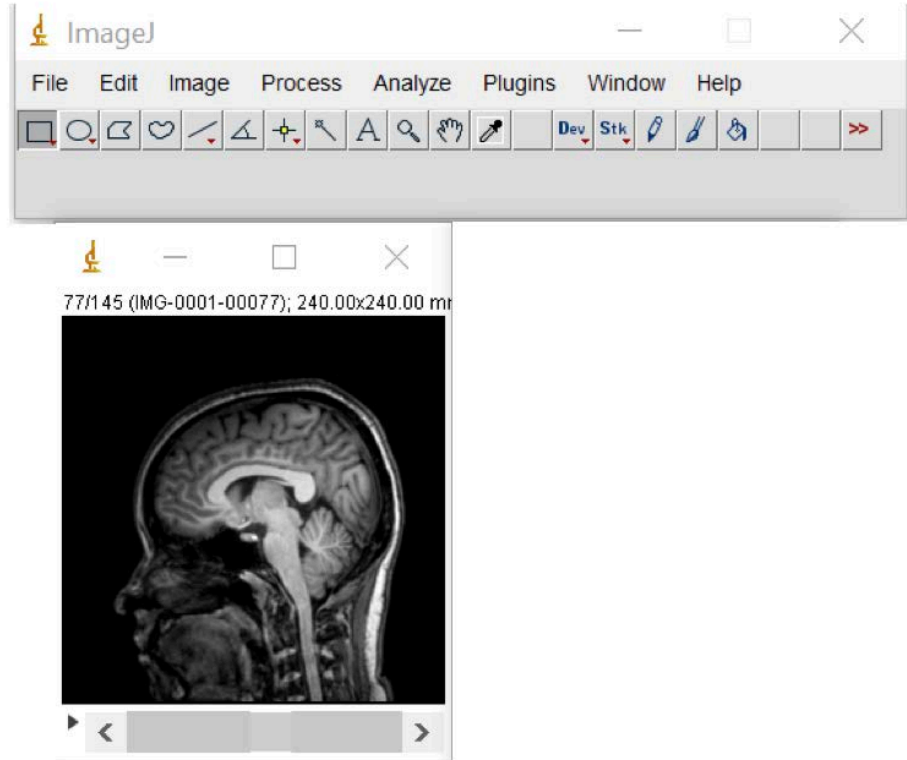 ImageJ
File Edit Image Process Analyze Plugins Window Help
A Dev Stk >>
77/145 (IMG-0001-00077); 240.00x240.00 mm